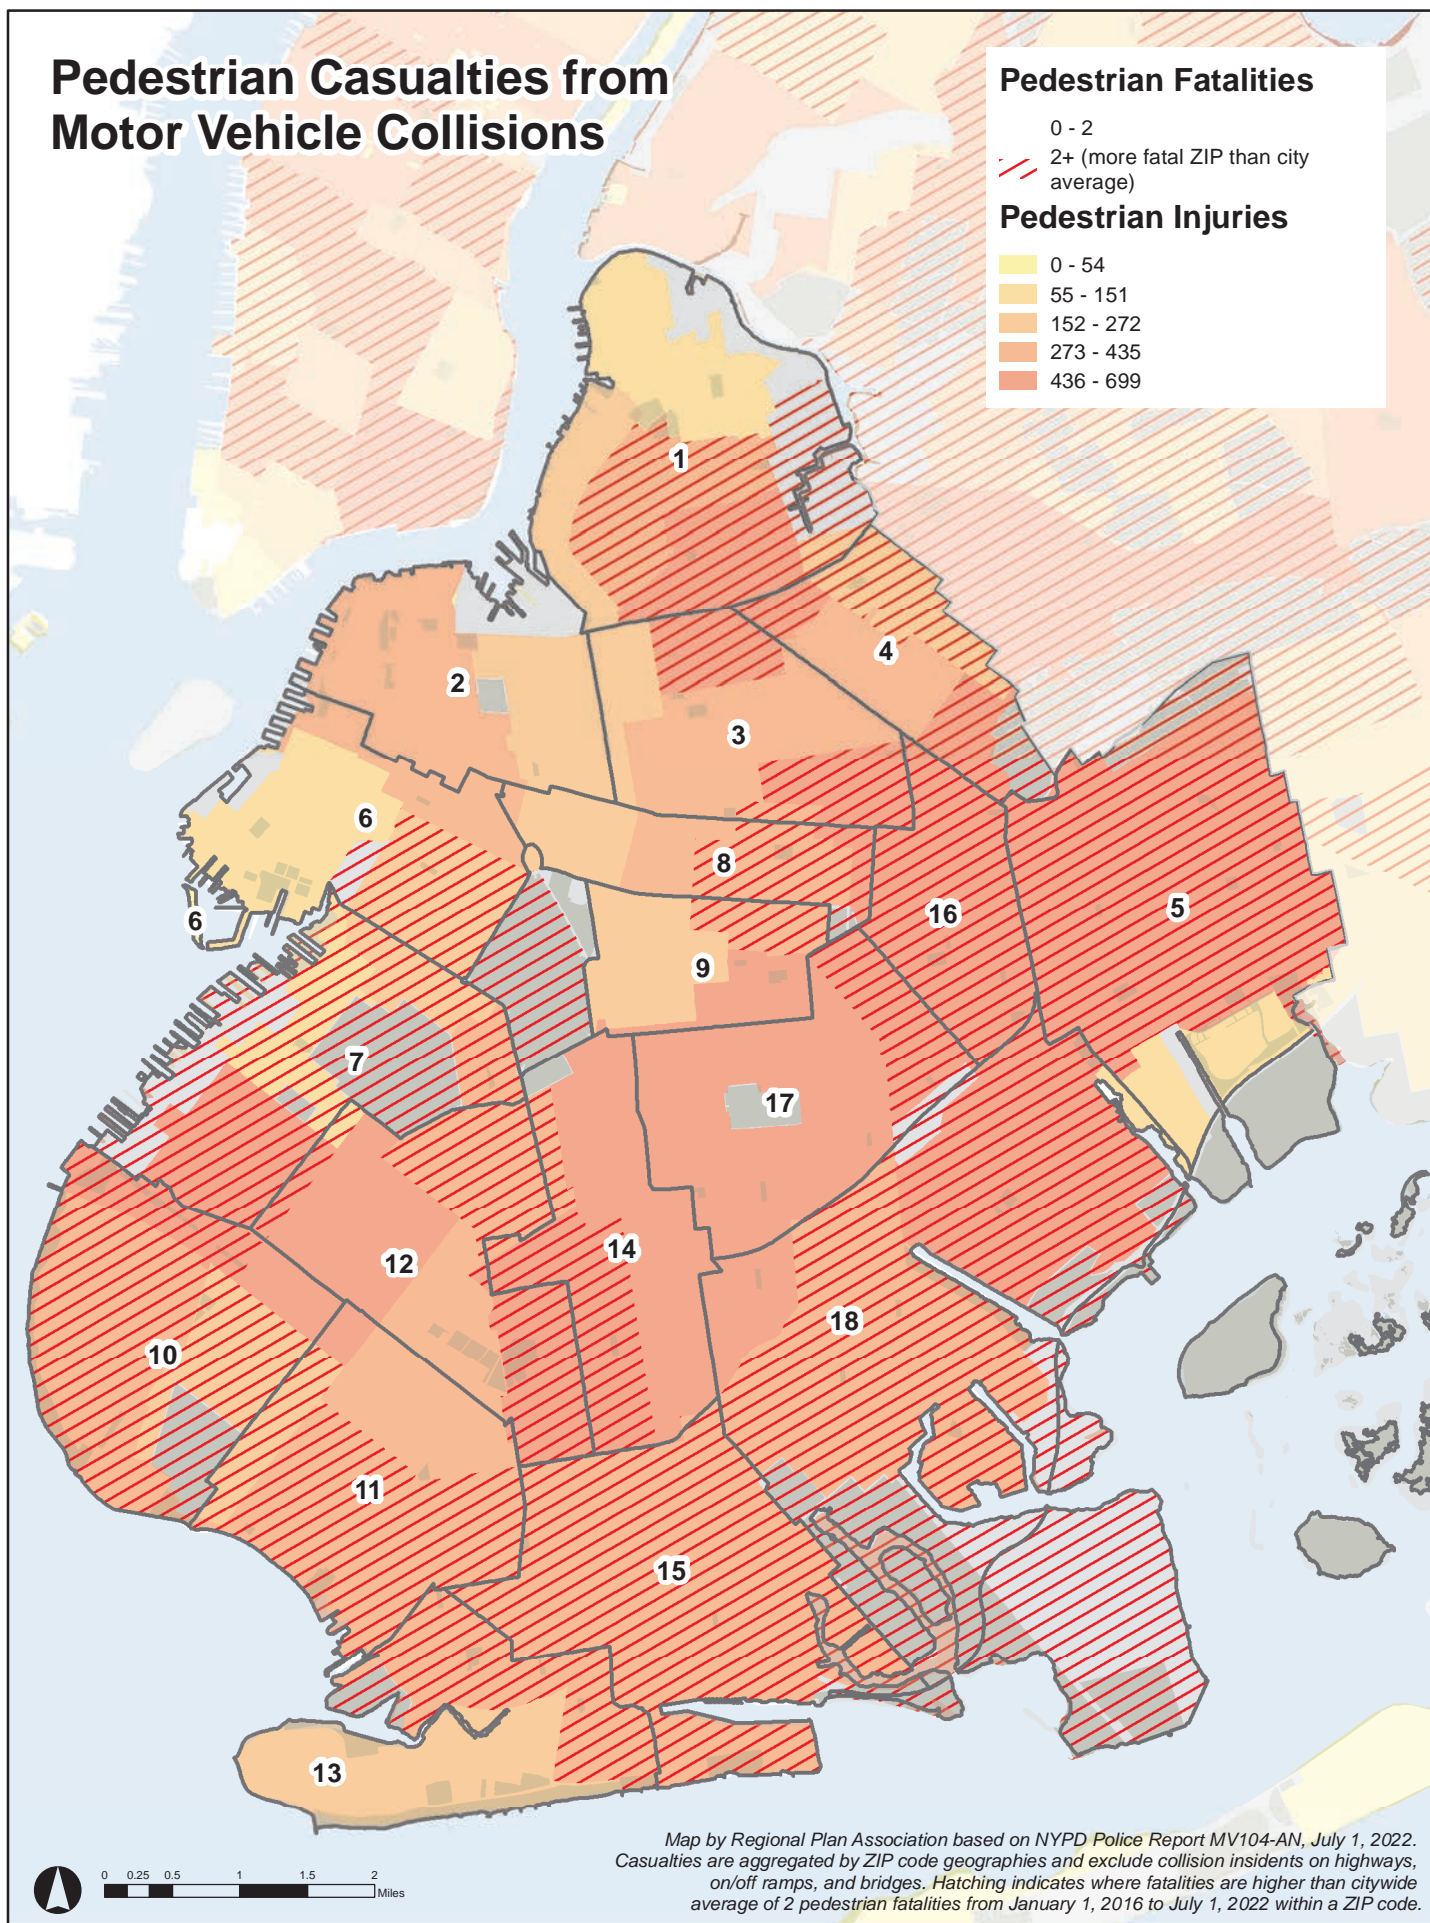 Pedestrian Casualties from
Motor Vehicle Collisions
Pedestrian Fatalities
0 - 2
2+ (more fatal ZIP than city
average)
Pedestrian Injuries
0 - 54
55 - 151
152 - 272
273 - 435
436 - 699
1
4
2
3
6
8
6
5
16
9
7
17
14
12
18
10
11
15
13
Map by Regional Plan Association based on NYPD Police Report MV104-AN, July 1, 2022.
Casualties are aggregated by ZIP code geographies and exclude collision incidents on highways,
on/off ramps, and bridges. Hatching indicates where fatalities are higher than citywide
average of 2 pedestrian fatalities from January 1, 2016 to July 1, 2022 within a ZIP code.
0 0.25 0.5 1 1.5 2
Miles